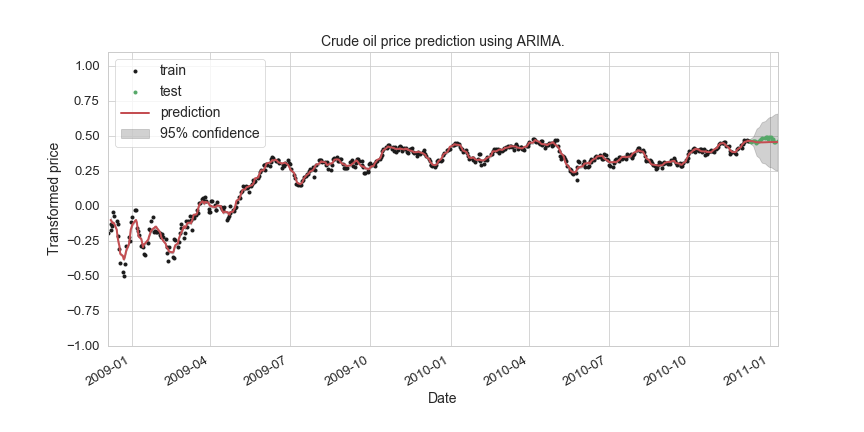 Crude oil price prediction using ARIMA.
1.00
0.75
0.50
0.25
0.00
−0.25
−0.50
−0.75
−1.00
Transformed price
train
test
prediction
95% confidence
2009-01
2009-04
2009-07
2009-10
2010-01
2010-04
2010-07
2010-10
2011-01
Date